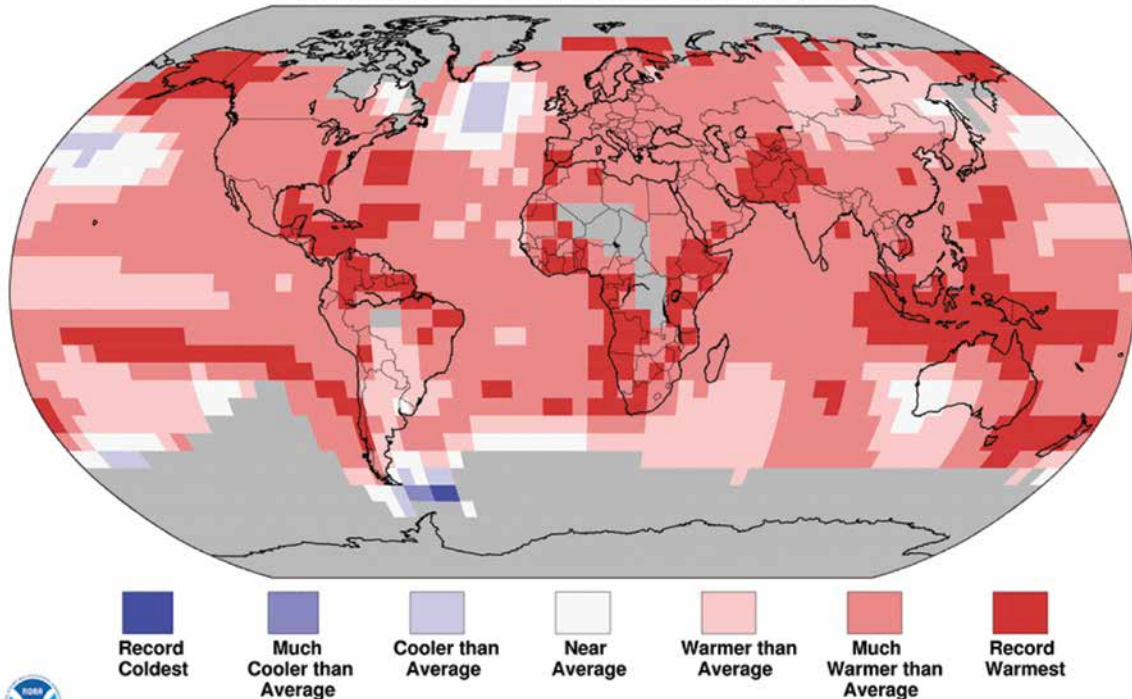 Record
Coldest
Much
Cooler than
Average
Cooler than
Average
Near
Average
Warmer than
Average
Much
Warmer than
Average
Record
Warmest
NOAA